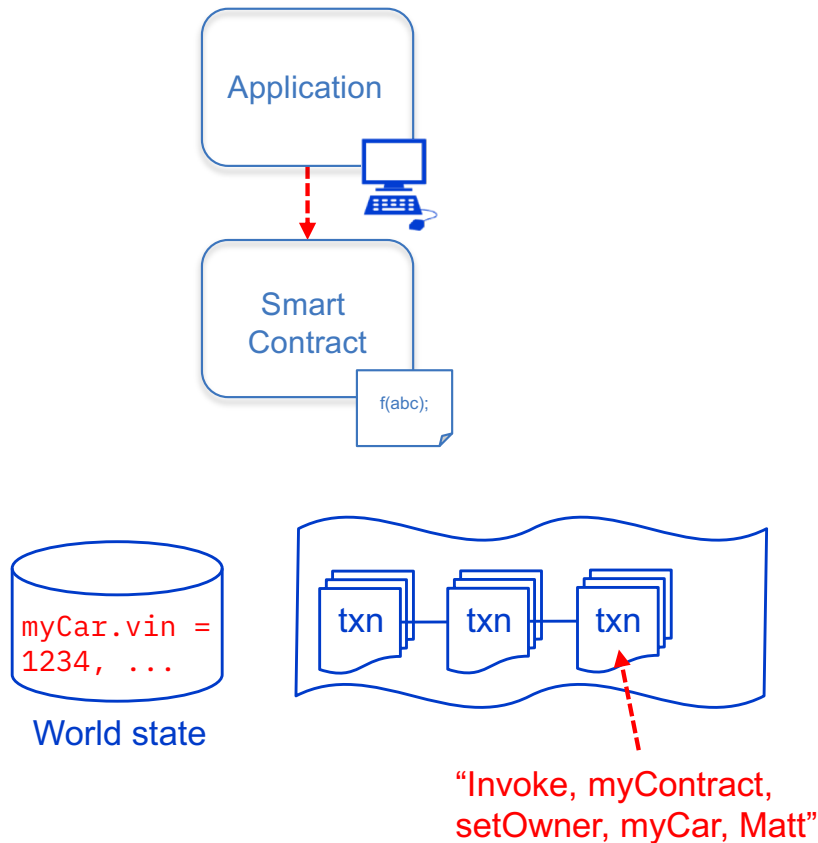 Application
Smart
Contract
f(abc);
myCar.vin =
1234, ...
World state
txn
txn
txn
“Invoke, myContract,
setOwner, myCar, Matt”